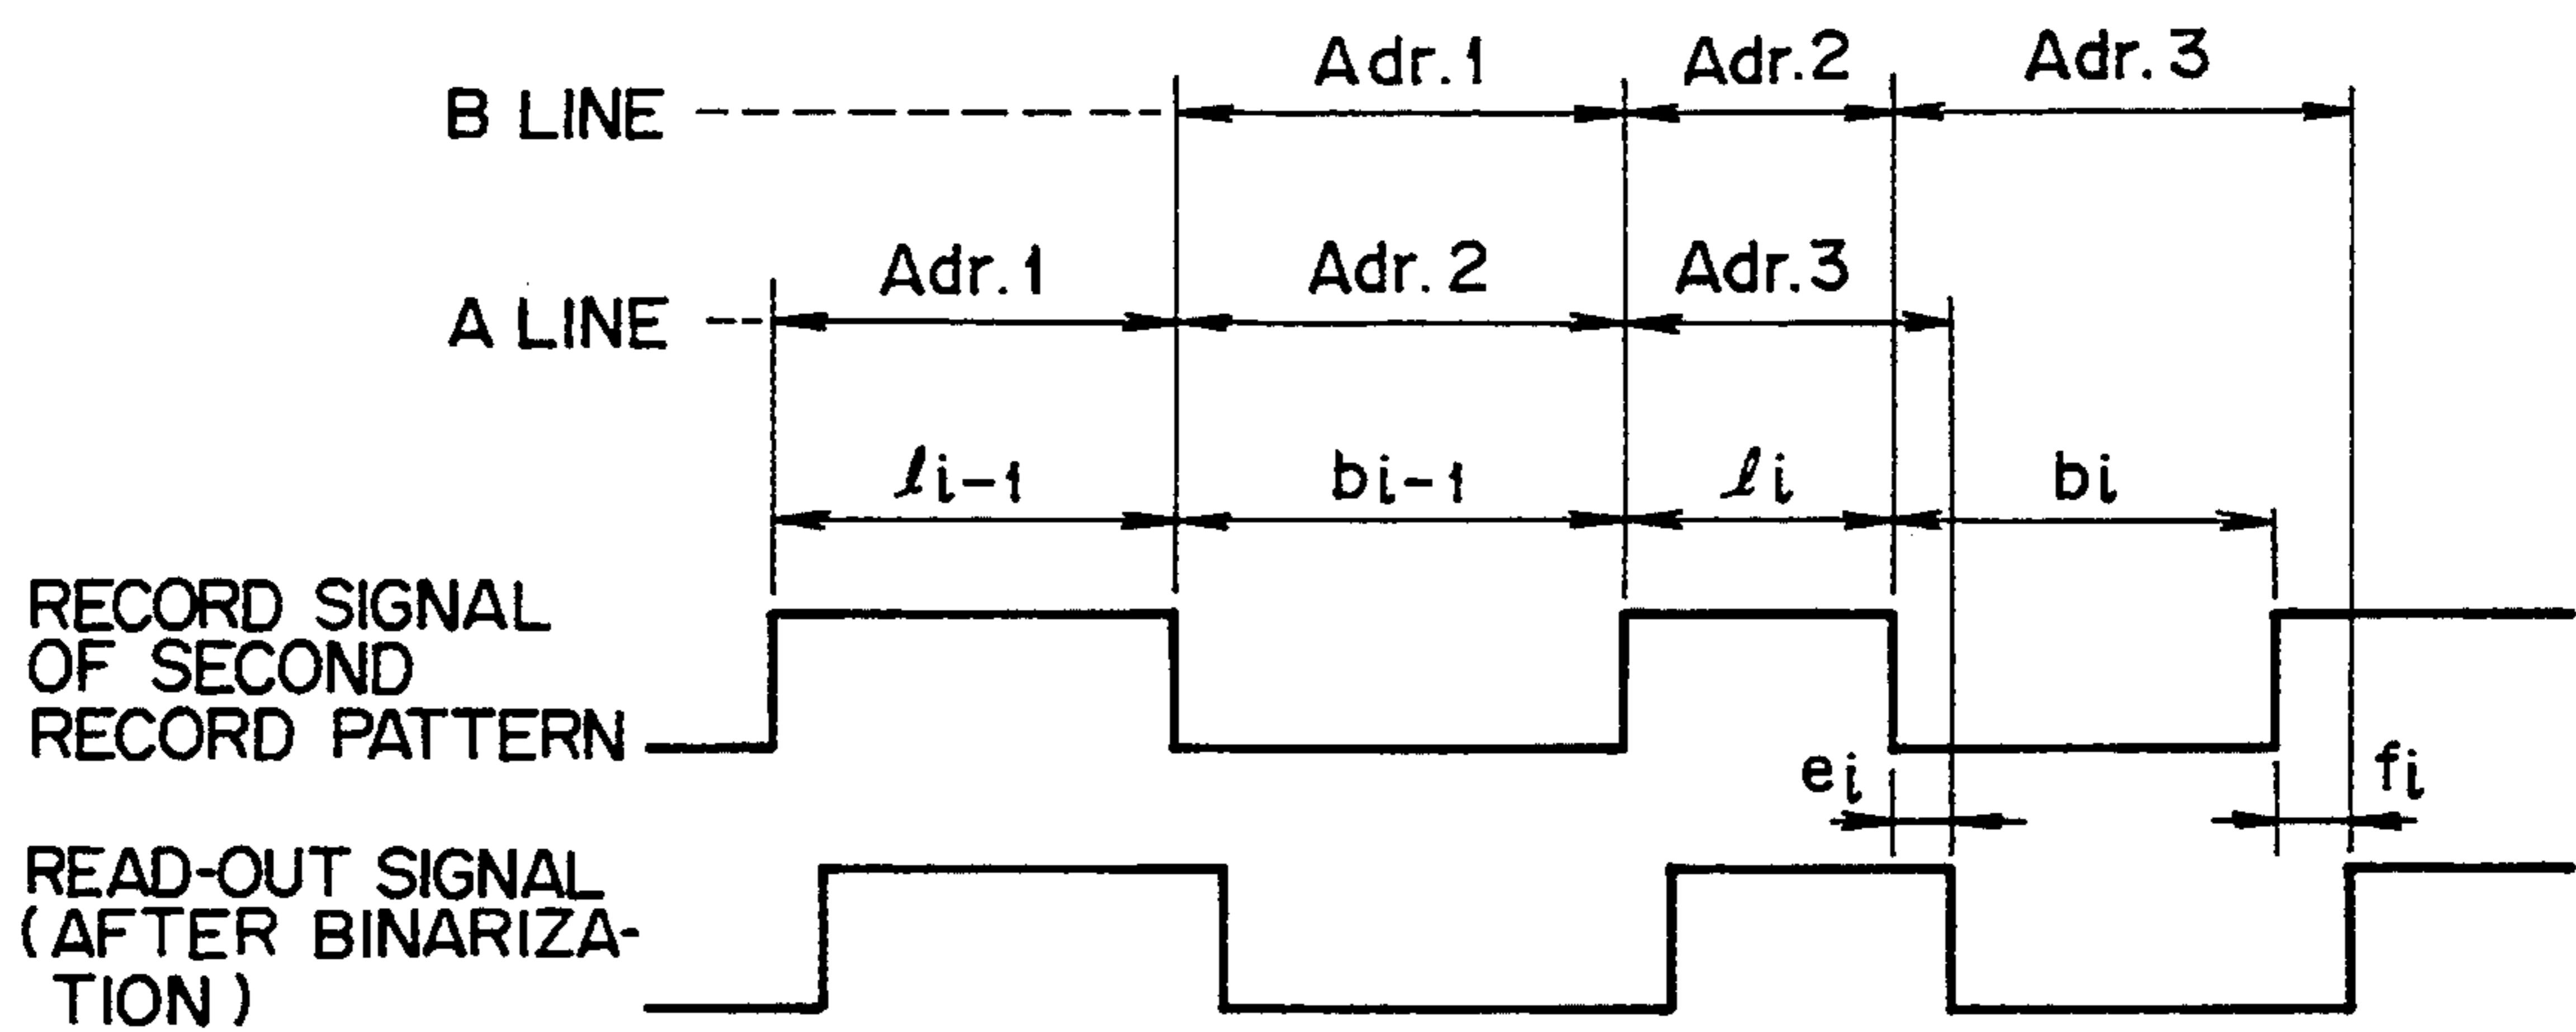 B LINE Adr.1 Adr.2 Adr.3
A LINE Adr.1 Adr.2 Adr.3
ℓi-1 bi-1 ℓi bi
RECORD SIGNAL
OF SECOND
RECORD PATTERN
ei fi
READ-OUT SIGNAL
(AFTER BINARIZA-
TION)